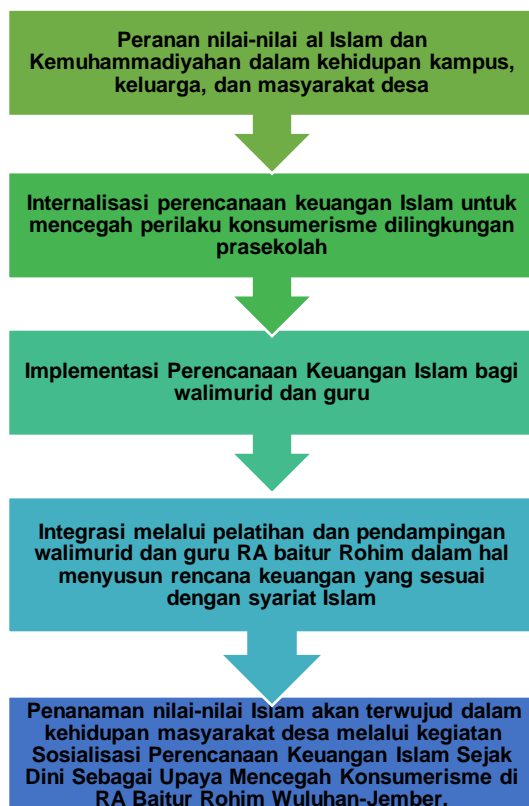 Peranan nilai-nilai al Islam dan
Kemuhammadiyahan dalam kehidupan kampus,
keluarga, dan masyarakat desa
Internalisasi perencanaan keuangan Islam untuk
mencegah perilaku konsumerisme dilingkungan
prasekolah
Implementasi Perencanaan Keuangan Islam bagi
walimurid dan guru
Integrasi melalui pelatihan dan pendampingan
walimurid dan guru RA baitur Rohim dalam hal
menyusun rencana keuangan yang sesuai
dengan syariat Islam
Penanaman nilai-nilai Islam akan terwujud dalam
kehidupan masyarakat desa melalui kegiatan
Sosialisasi Perencanaan Keuangan Islam Sejak
Dini Sebagai Upaya Mencegah Konsumerisme di
RA Baitur Rohim Wuluhan-Jember.